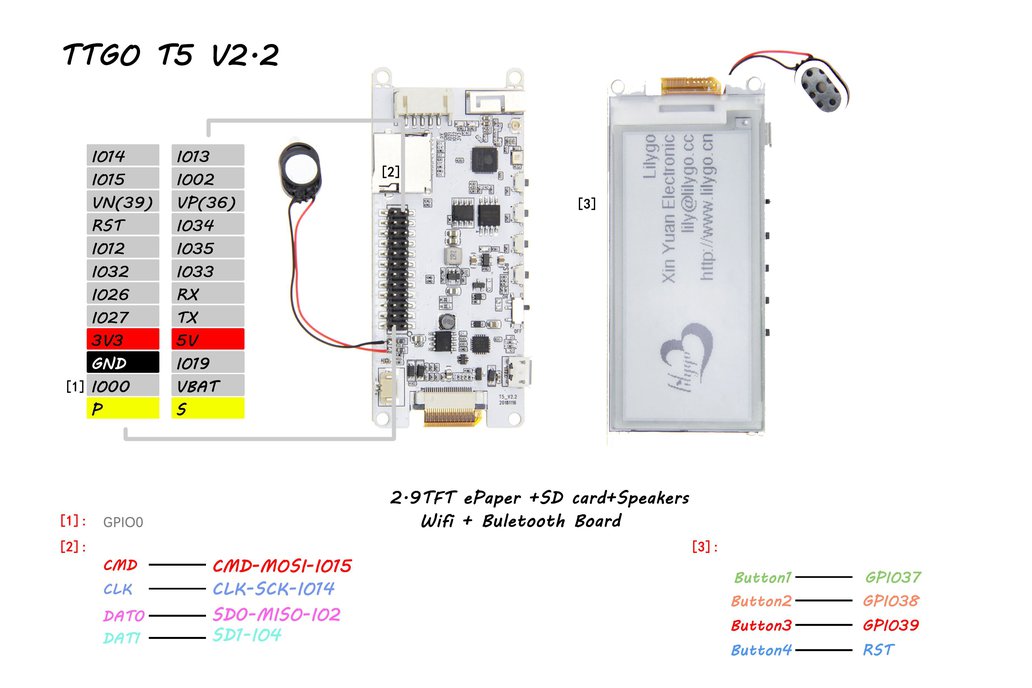 TTGO T5 V2.2
IO14 IO13
IO15 IO02
VN(39) VP(36)
RST IO34
IO12 IO35
IO32 IO33
IO26 RX
IO27 TX
3V3 5V
GND IO19
[1] IO00 VBAT
P S
[2]
T5_V2.2
20181116
[3]
Lilygo
Xin Yuan Electronic
lily@lilygo.cc
http://www.lilygo.cn
Lilygo
2.9TFT ePaper +SD card+Speakers
Wifi + Buletooth Board
[1]: GPIO0
[2]:
CMD CMD-MOSI-IO15
CLK CLK-SCK-IO14
DAT0 SD0-MISO-IO2
DAT1 SD1-IO4
[3]:
Button1 GPIO37
Button2 GPIO38
Button3 GPIO39
Button4 RST